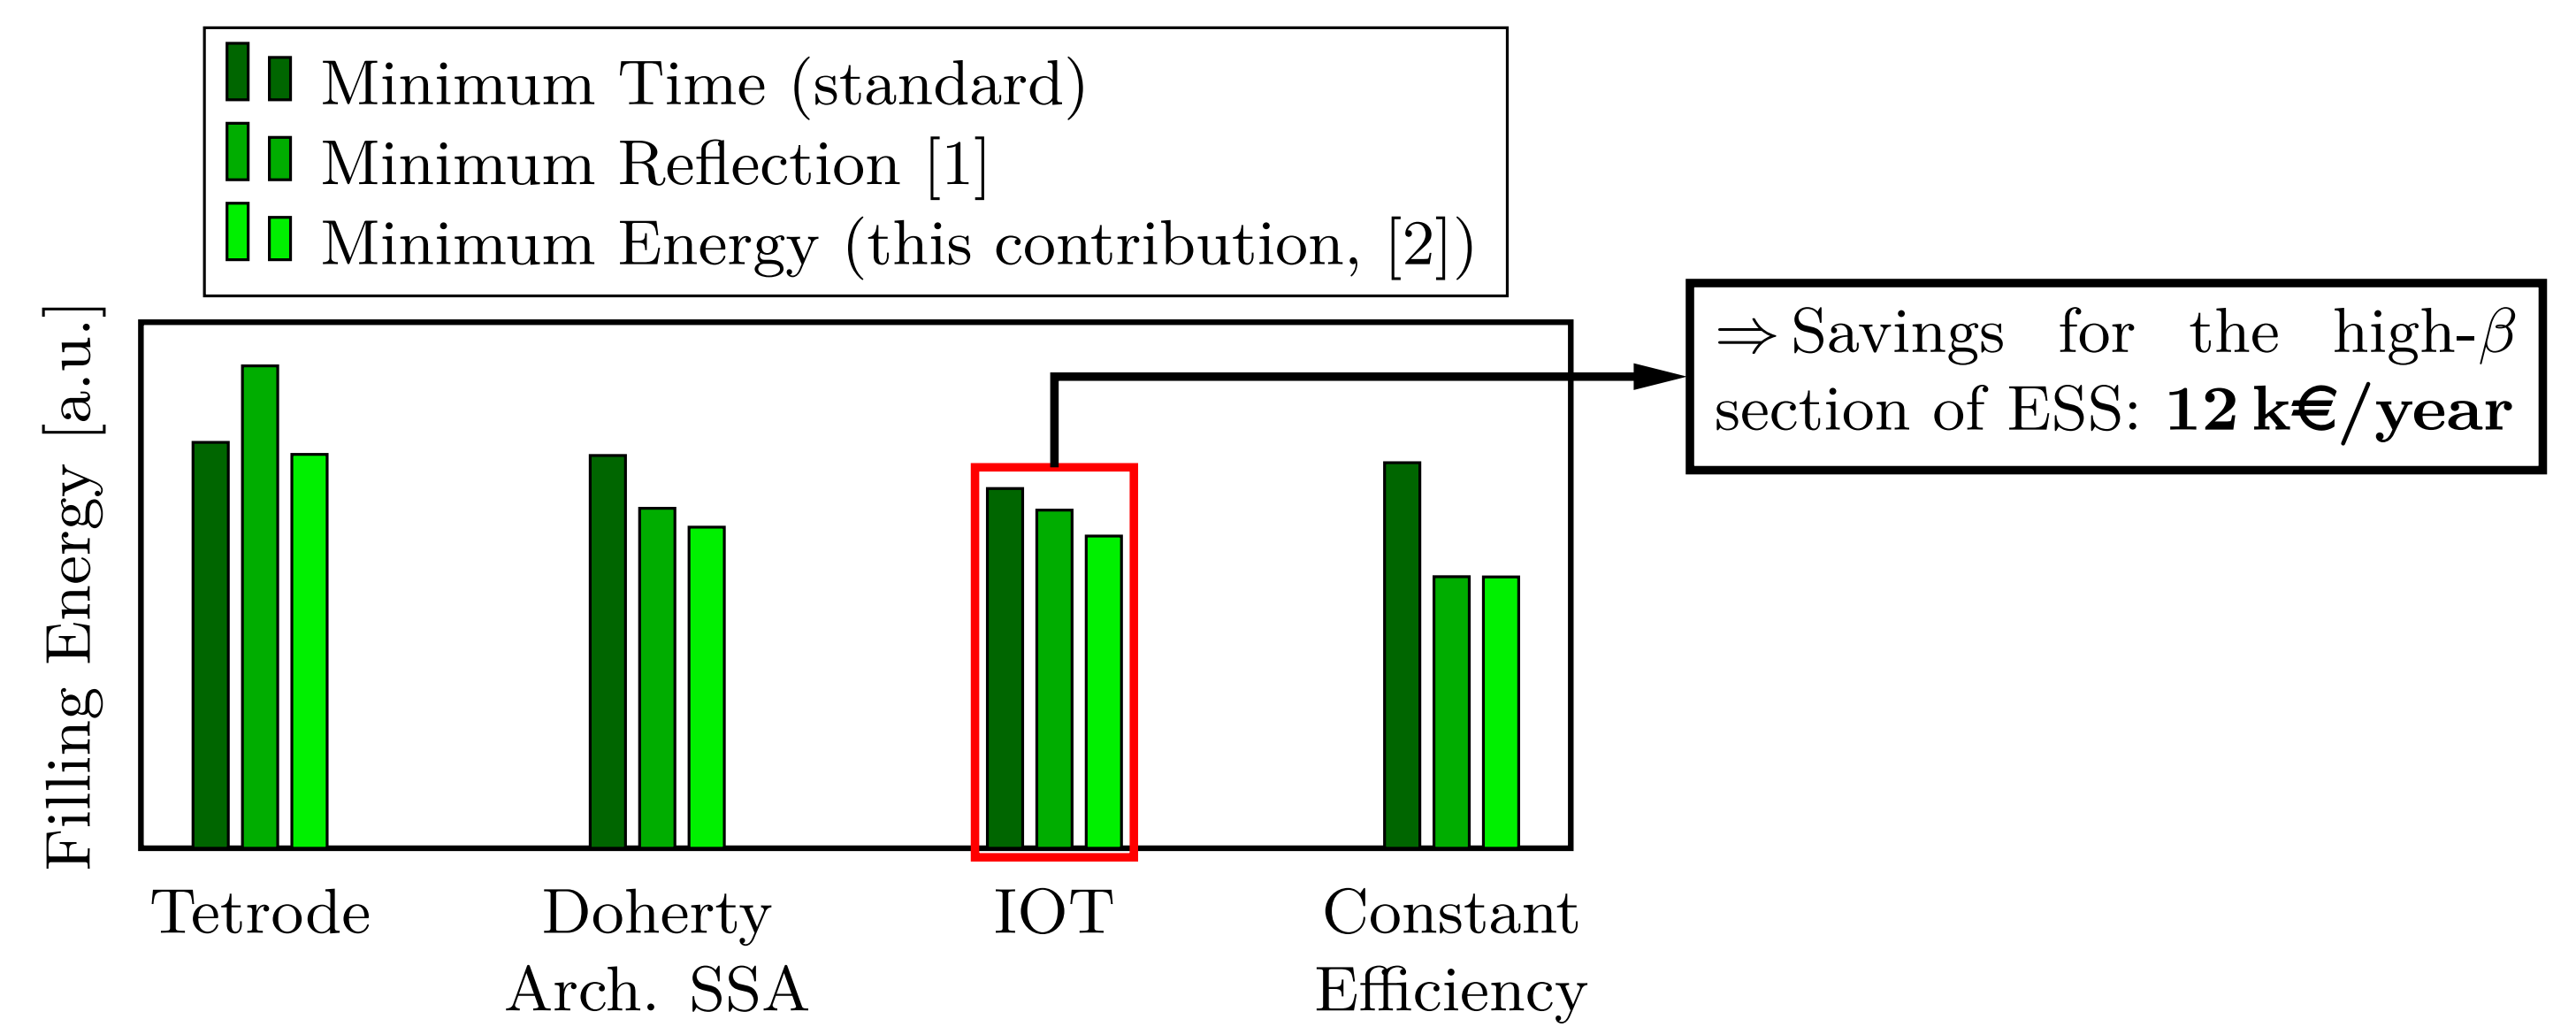 Minimum Time (standard)
Minimum Reflection [1]
Minimum Energy (this contribution, [2])
Filling Energy [a.u.]
⇒ Savings for the high-β
section of ESS: 12 k€/year
Tetrode
Doherty
Arch. SSA
IOT
Constant
Efficiency